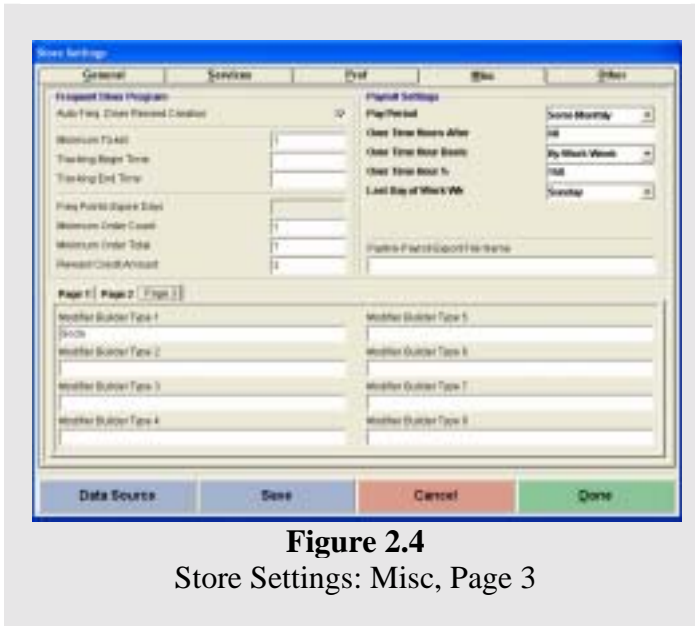 Store Settings
General Services Prof Misc Other
Frequent Diner Program
Auto Freq. Diner Reward Creation
Minimum Ticket 1
Tracking Begin Time
Tracking End Time
Freq Points Expire Days
Minimum Order Count 1
Minimum Order Total 1
Reward Credit Amount
Payroll Settings
Pay Period Semi-Monthly
Over Time Hours After 40
Over Time Hour Basis By Work Week
Over Time Hour % 150
Last Day of Work Wk Sunday
Payroll Export File Name
Page 1 Page 2 Page 3
Modifier Builder Type 1
Modifier Builder Type 5
Modifier Builder Type 2
Modifier Builder Type 6
Modifier Builder Type 3
Modifier Builder Type 7
Modifier Builder Type 4
Modifier Builder Type 8
Data Source Save Cancel Done
Figure 2.4
Store Settings: Misc, Page 3